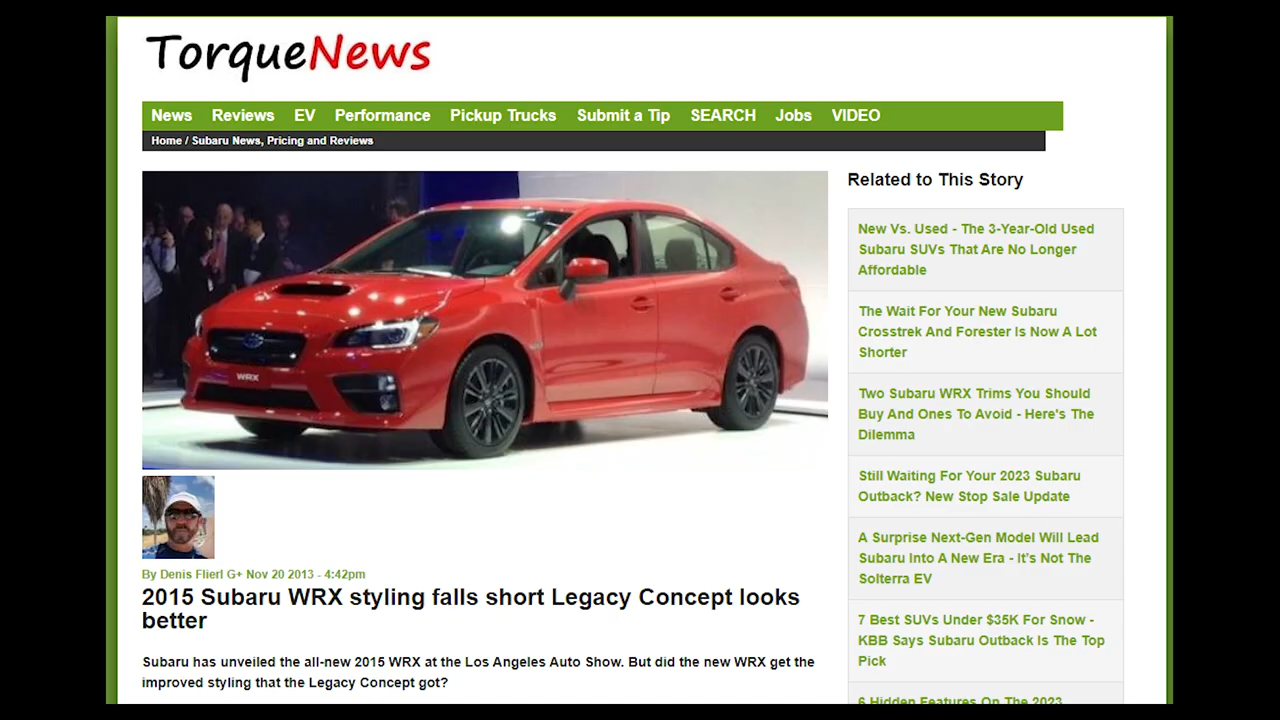 TorqueNews
News Reviews EV Performance Pickup Trucks Submit a Tip SEARCH Jobs VIDEO
Home / Subaru News, Pricing and Reviews
WRX
By Denis Flierl G+ Nov 20 2013 - 4:42pm
2015 Subaru WRX styling falls short Legacy Concept looks
better
Subaru has unveiled the all-new 2015 WRX at the Los Angeles Auto Show. But did the new WRX get the
improved styling that the Legacy Concept got?
Related to This Story
New Vs. Used - The 3-Year-Old Used
Subaru SUVs That Are No Longer
Affordable
The Wait For Your New Subaru
Crosstrek And Forester Is Now A Lot
Shorter
Two Subaru WRX Trims You Should
Buy And Ones To Avoid - Here's The
Dilemma
Still Waiting For Your 2023 Subaru
Outback? New Stop Sale Update
A Surprise Next-Gen Model Will Lead
Subaru Into A New Era - It's Not The
Solterra EV
7 Best SUVs Under $35K For Snow -
KBB Says Subaru Outback Is The Top
Pick
6 Hidden Features On The 2023